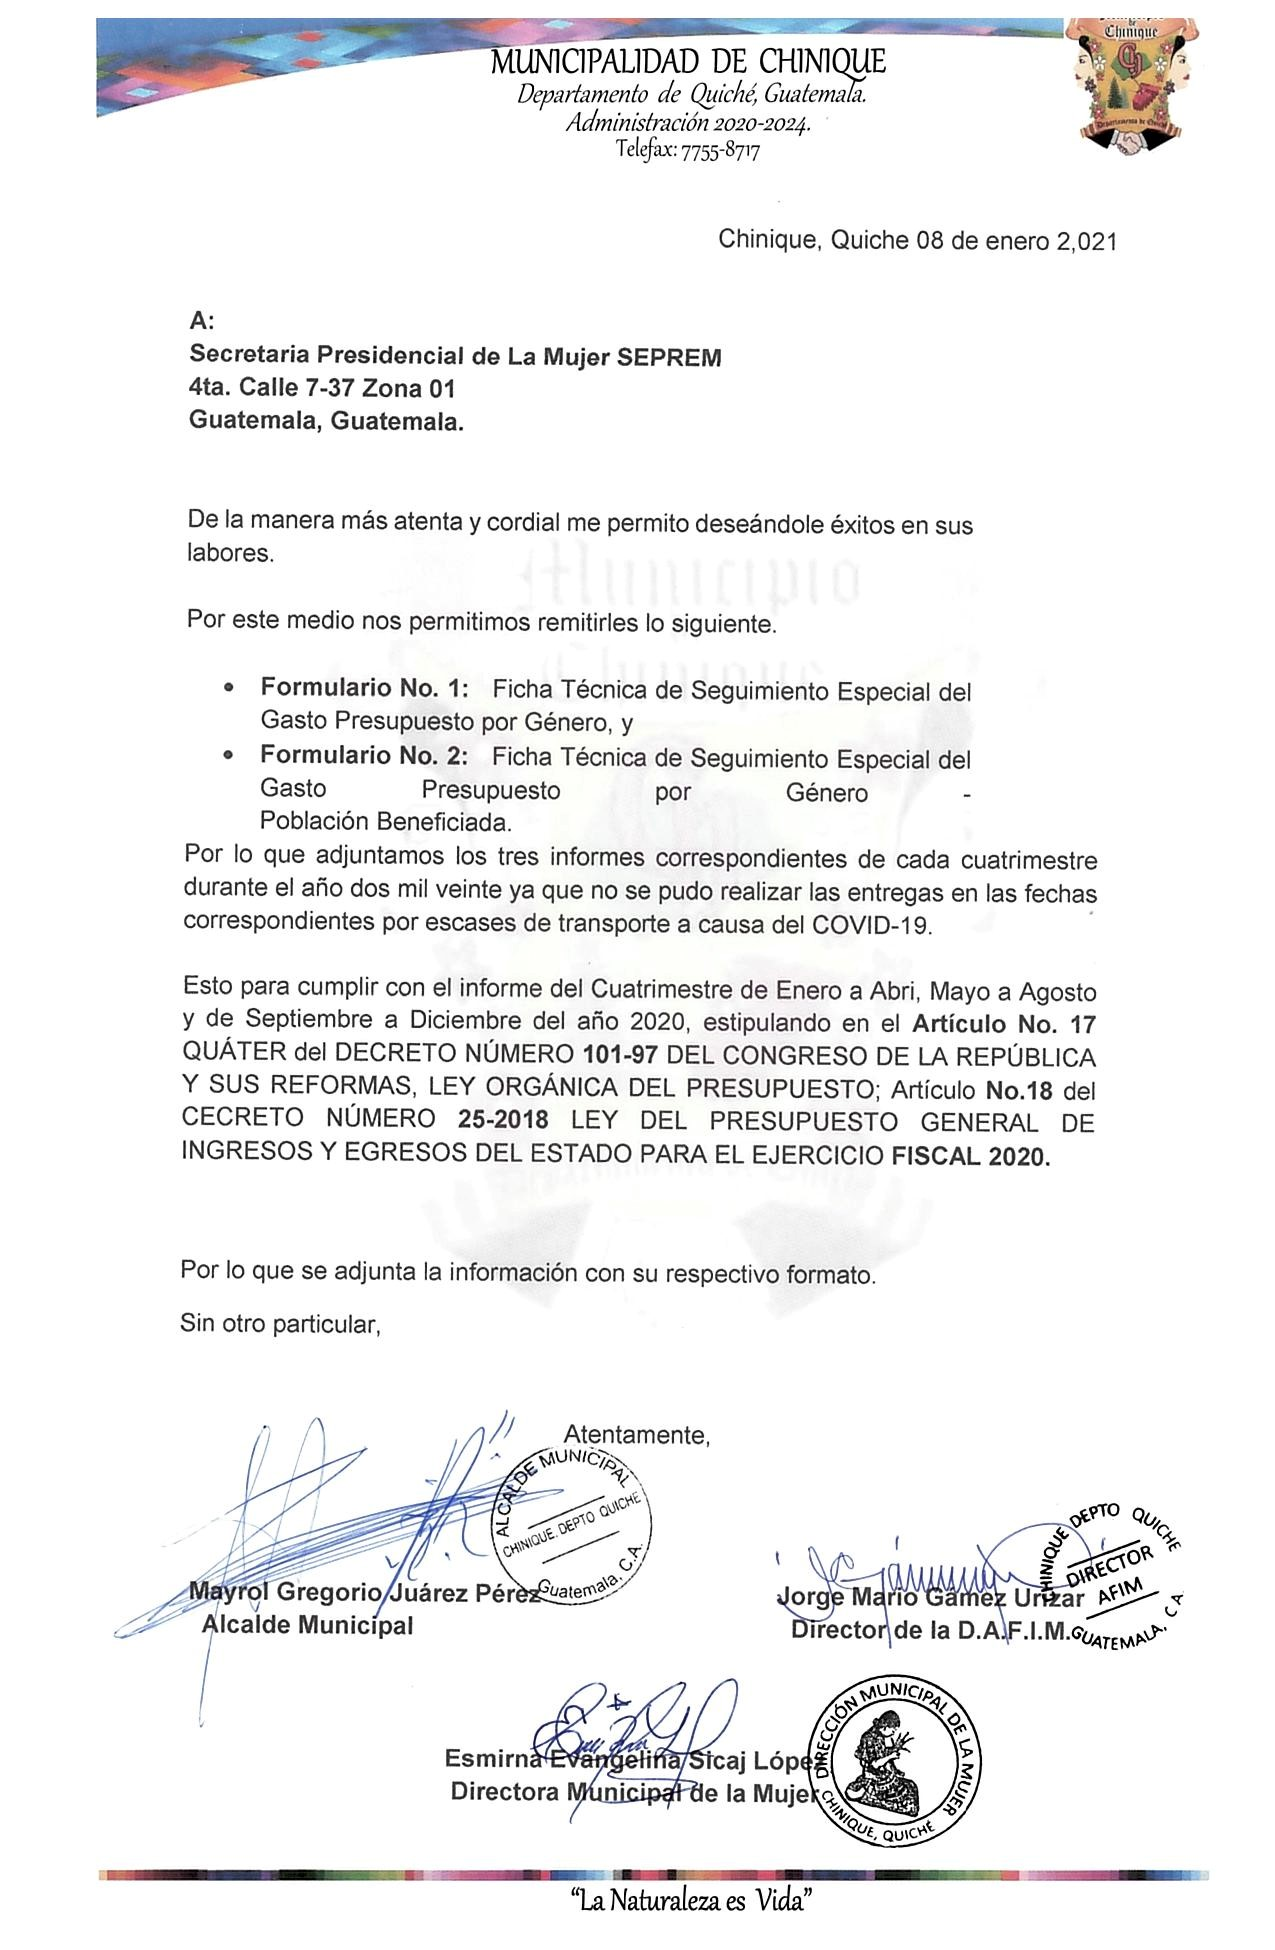 MUNICIPALIDAD DE CHINIQUE
Departamento de Quiché, Guatemala.
Administración 2020-2024.
Telefax: 7755-8717
Municipio
de
Chinique
Departamento de Quiché
Chinique, Quiche 08 de enero 2,021
A:
Secretaria Presidencial de La Mujer SEPREM
4ta. Calle 7-37 Zona 01
Guatemala, Guatemala.
De la manera más atenta y cordial me permito deseándole éxitos en sus
labores.
Municipio
Chinique
Por este medio nos permitimos remitirles lo siguiente.
• Formulario No. 1: Ficha Técnica de Seguimiento Especial del
Gasto Presupuesto por Género, y
• Formulario No. 2: Ficha Técnica de Seguimiento Especial del
Gasto Presupuesto por Género -
Población Beneficiada.
Por lo que adjuntamos los tres informes correspondientes de cada cuatrimestre
durante el año dos mil veinte ya que no se pudo realizar las entregas en las fechas
correspondientes por escases de transporte a causa del COVID-19.
Esto para cumplir con el informe del Cuatrimestre de Enero a Abri, Mayo a Agosto
y de Septiembre a Diciembre del año 2020, estipulando en el Artículo No. 17
QUÁTER del DECRETO NÚMERO 101-97 DEL CONGRESO DE LA REPÚBLICA
Y SUS REFORMAS, LEY ORGÁNICA DEL PRESUPUESTO; Artículo No.18 del
CECRETO NÚMERO 25-2018 LEY DEL PRESUPUESTO GENERAL DE
INGRESOS Y EGRESOS DEL ESTADO PARA EL EJERCICIO FISCAL 2020.
Por lo que se adjunta la información con su respectivo formato.
Sin otro particular,
Atentamente,
ALCALDE MUNICIPAL
CHINIQUE, DEPTO QUICHE
Guatemala, C.A.
Mayrol Gregorio Juárez Pérez
Alcalde Municipal
CHINIQUE DEPTO QUICHE
DIRECTOR
AFIM
GUATEMALA, C.A.
Jorge Mario Gámez Urizar
Director de la D.A.F.I.M.
Esmirna Evangelina Sicaj López
Directora Municipal de la Mujer
DIRECCIÓN MUNICIPAL DE LA MUJER
CHINIQUE, QUICHÉ
“La Naturaleza es Vida”